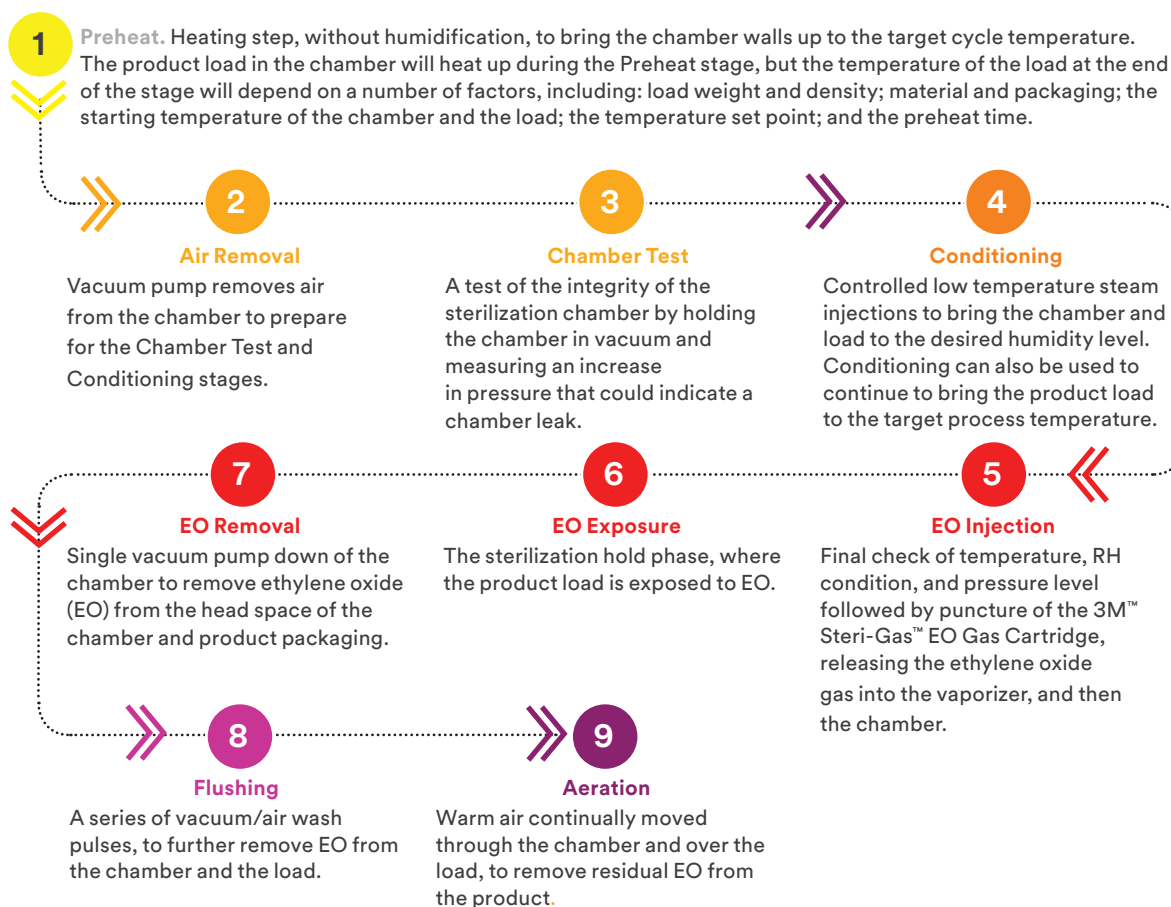 1
Preheat. Heating step, without humidification, to bring the chamber walls up to the target cycle temperature.
The product load in the chamber will heat up during the Preheat stage, but the temperature of the load at the end
of the stage will depend on a number of factors, including: load weight and density; material and packaging; the
starting temperature of the chamber and the load; the temperature set point; and the preheat time.
2
Air Removal
Vacuum pump removes air
from the chamber to prepare
for the Chamber Test and
Conditioning stages.
3
Chamber Test
A test of the integrity of the
sterilization chamber by holding
the chamber in vacuum and
measuring an increase
in pressure that could indicate a
chamber leak.
4
Conditioning
Controlled low temperature steam
injections to bring the chamber and
load to the desired humidity level.
Conditioning can also be used to
continue to bring the product load
to the target process temperature.
5
EO Injection
Final check of temperature, RH
condition, and pressure level
followed by puncture of the 3M™
Steri-Gas™ EO Gas Cartridge,
releasing the ethylene oxide
gas into the vaporizer, and then
the chamber.
6
EO Exposure
The sterilization hold phase, where
the product load is exposed to EO.
7
EO Removal
Single vacuum pump down of the
chamber to remove ethylene oxide
(EO) from the head space of the
chamber and product packaging.
8
Flushing
A series of vacuum/air wash
pulses, to further remove EO from
the chamber and the load.
9
Aeration
Warm air continually moved
through the chamber and over the
load, to remove residual EO from
the product.